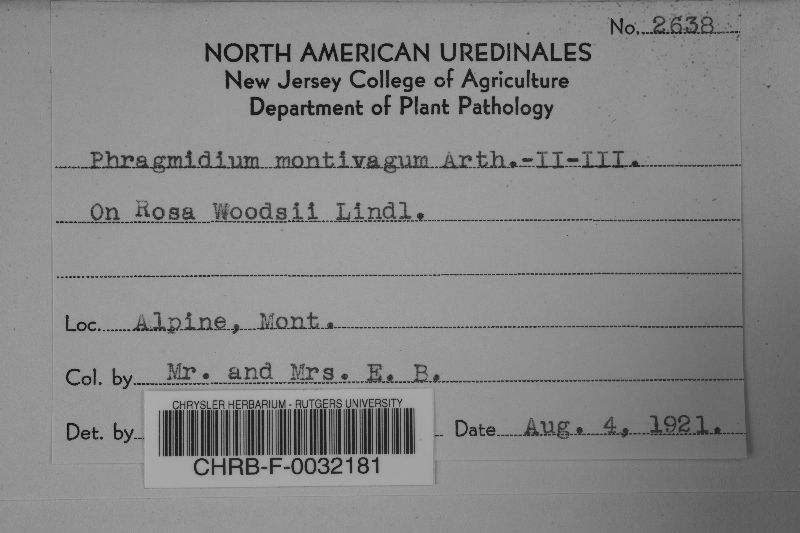 No. 2638
NORTH AMERICAN UREDINALES
New Jersey College of Agriculture
Department of Plant Pathology
Phragmidium montivagum Arth.-II-III.
On Rosa Woodsii Lindl.
Loc. Alpine, Mont.
Col. by Mr. and Mrs. E. B.
Det. by
Date Aug. 4, 1921.
CHRYSLER HERBARIUM - RUTGERS UNIVERSITY
CHRB-F-0032181